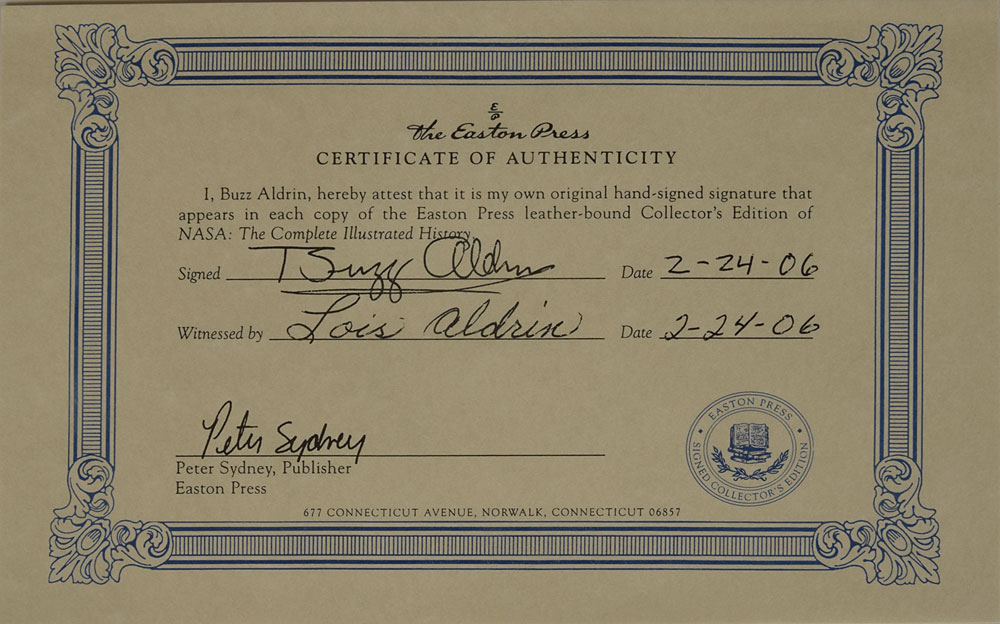 E
P
the Easton Press
CERTIFICATE OF AUTHENTICITY
I, Buzz Aldrin, hereby attest that it is my own original hand-signed signature that
appears in each copy of the Easton Press leather-bound Collector's Edition of
NASA: The Complete Illustrated History.
Signed Buzz Aldrin Date 2-24-06
Witnessed by Lois Aldrin Date 2-24-06
Peter Sydney
Peter Sydney, Publisher
Easton Press
EASTON PRESS
SIGNED COLLECTOR'S EDITION
677 CONNECTICUT AVENUE, NORWALK, CONNECTICUT 06857